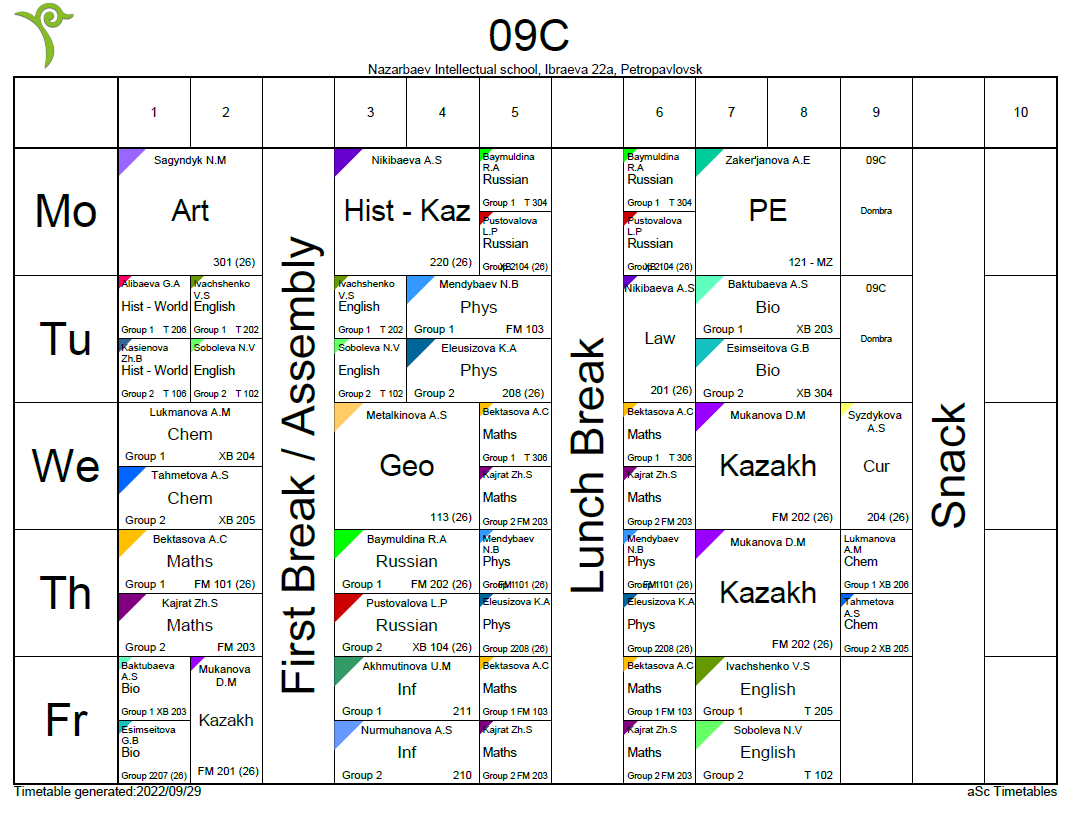 09C
Nazarbaev Intellectual school, Ibraeva 22a, Petropavlovsk
1 2 3 4 5 6 7 8 9 10
First Break / Assembly
Lunch Break
Snack
Mo
Sagyndyk N.M
Art
301 (26)
Nikibaeva A.S
Hist - Kaz
220 (26)
Baymuldina
R.A
Russian
Group 1 T 304
Pustovalova
L.P
Russian
Group 2 XB 104 (26)
Baymuldina
R.A
Russian
Group 1 T 304
Pustovalova
L.P
Russian
Group 2 XB 104 (26)
Zaker'janova A.E
PE
121 - MZ
09C
Dombra
Tu
Alibaeva G.A
Hist - World
Group 1 T 206
Kasienova
Zh.B
Hist - World
Group 2 T 106
Ivachshenko
V.S
English
Group 1 T 202
Soboleva N.V
English
Group 2 T 102
Ivachshenko
V.S
English
Group 1 T 202
Soboleva N.V
English
Group 2 T 102
Mendybaev N.B
Phys
Group 1 FM 103
Eleusizova K.A
Phys
Group 2 208 (26)
Nikibaeva A.S
Law
201 (26)
Baktubaeva A.S
Bio
Group 1 XB 203
Esimseitova G.B
Bio
Group 2 XB 304
09C
Dombra
We
Lukmanova A.M
Chem
Group 1 XB 204
Tahmetova A.S
Chem
Group 2 XB 205
Metalkinova A.S
Geo
113 (26)
Bektasova A.C
Maths
Group 1 T 306
Kajrat Zh.S
Maths
Group 2 FM 203
Bektasova A.C
Maths
Group 1 T 306
Kajrat Zh.S
Maths
Group 2 FM 203
Mukanova D.M
Kazakh
FM 202 (26)
Syzdykova
A.S
Cur
204 (26)
Th
Bektasova A.C
Maths
Group 1 FM 101 (26)
Kajrat Zh.S
Maths
Group 2 FM 203
Baymuldina R.A
Russian
Group 1 FM 202 (26)
Pustovalova L.P
Russian
Group 2 XB 104 (26)
Mendybaev
N.B
Phys
Group 1 FM 101 (26)
Eleusizova K.A
Phys
Group 2 208 (26)
Mendybaev
N.B
Phys
Group 1 FM 101 (26)
Eleusizova K.A
Phys
Group 2 208 (26)
Mukanova D.M
Kazakh
FM 202 (26)
Lukmanova
A.M
Chem
Group 1 XB 206
Tahmetova
A.S
Chem
Group 2 XB 205
Fr
Baktubaeva
A.S
Bio
Group 1 XB 203
Esimseitova
G.B
Bio
Group 2 207 (26)
Mukanova
D.M
Kazakh
FM 201 (26)
Akhmutinova U.M
Inf
Group 1 211
Nurmuhanova A.S
Inf
Group 2 210
Bektasova A.C
Maths
Group 1 FM 103
Kajrat Zh.S
Maths
Group 2 FM 203
Bektasova A.C
Maths
Group 1 FM 103
Kajrat Zh.S
Maths
Group 2 FM 203
Ivachshenko V.S
English
Group 1 T 205
Soboleva N.V
English
Group 2 T 102
Timetable generated:2022/09/29
aSc Timetables